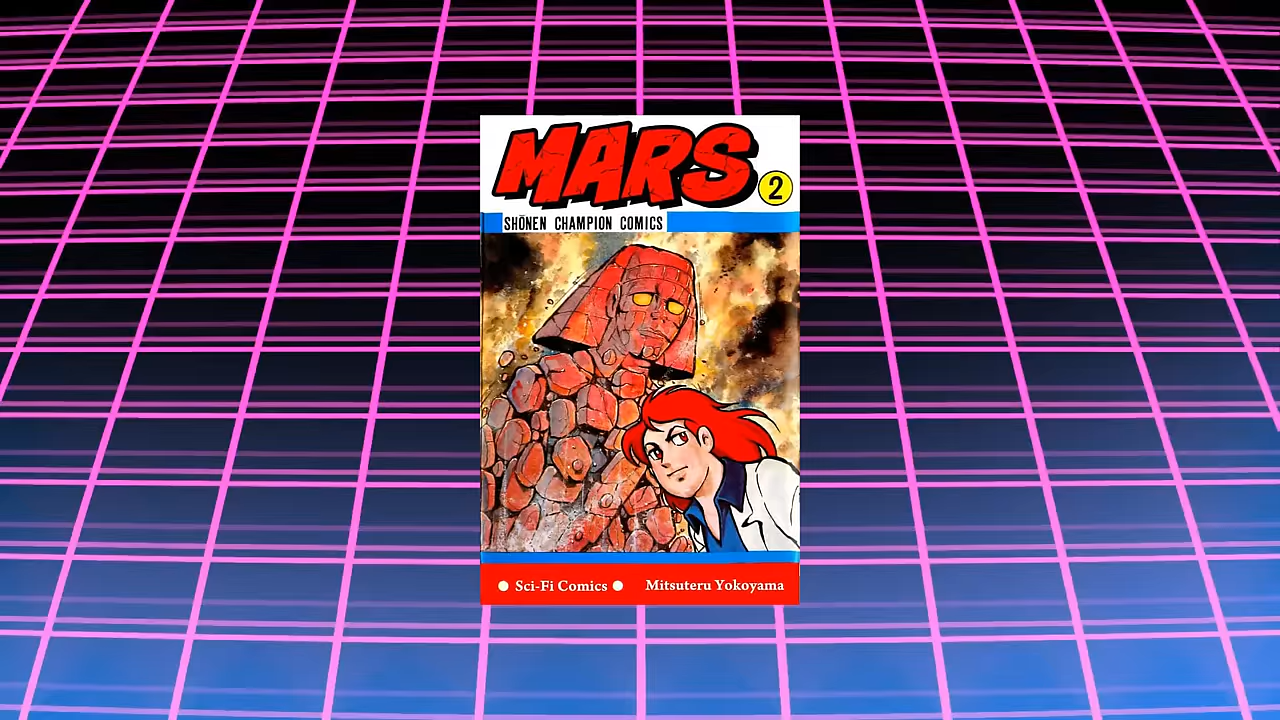 MARS
2
SHŌNEN CHAMPION COMICS
● Sci-Fi Comics ● Mitsuteru Yokoyama